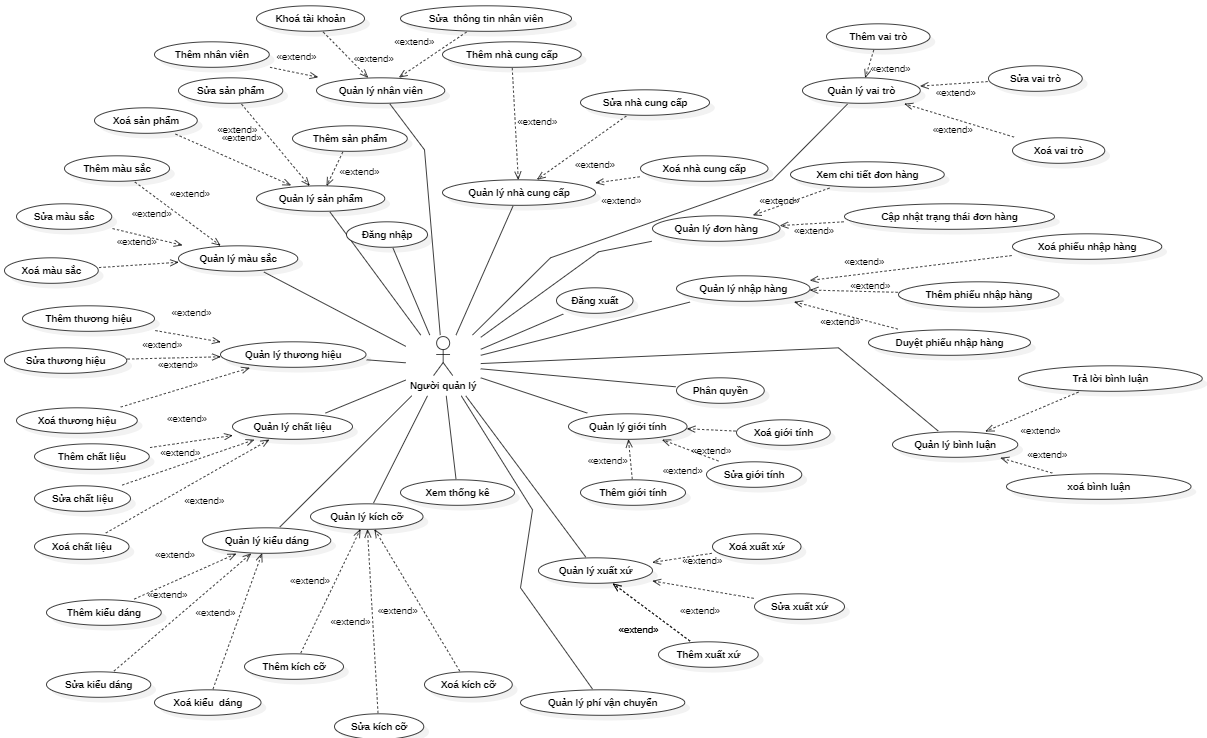 Khoá tài khoản
Sửa  thông tin nhân viên
Thêm vai trò
«extend»
Thêm nhân viên
«extend»
«extend»
Thêm nhà cung cấp
«extend»
Sửa vai trò
Sửa sản phẩm
Quản lý nhân viên
Quản lý vai trò
«extend»
Sửa nhà cung cấp
Xoá sản phẩm
«extend»
«extend»
Thêm sản phẩm
«extend»
«extend»
Xoá vai trò
Thêm màu sắc
«extend»
«extend»
Xoá nhà cung cấp
Xem chi tiết đơn hàng
«extend»
Quản lý sản phẩm
Quản lý nhà cung cấp
«extend»
«extend»
Sửa màu sắc
«extend»
Đăng nhập
Quản lý đơn hàng
Cập nhật trạng thái đơn hàng
«extend»
«extend»
Xoá phiếu nhập hàng
Quản lý màu sắc
«extend»
Xoá màu sắc
Quản lý nhập hàng
«extend»
Thêm phiếu nhập hàng
Đăng xuất
Thêm thương hiệu
«extend»
«extend»
Duyệt phiếu nhập hàng
«extend»
Quản lý thương hiệu
Sửa thương hiệu
«extend»
Trả lời bình luận
Người quản lý
Phân quyền
Xoá thương hiệu
«extend»
Quản lý chất liệu
Quản lý giới tính
Xoá giới tính
«extend»
Quản lý bình luận
Thêm chất liệu
«extend»
«extend»
«extend»
«extend»
«extend»
Sửa giới tính
Sửa chất liệu
«extend»
Xem thống kê
Thêm giới tính
xoá bình luận
Quản lý kích cỡ
Xoá chất liệu
Quản lý kiểu dáng
Xoá xuất xứ
«extend»
«extend»
Quản lý xuất xứ
«extend»
«extend»
Thêm kiểu dáng
«extend»
«extend»
«extend»
Sửa xuất xứ
«extend»
«extend»
Thêm xuất xứ
Thêm kích cỡ
Sửa kiểu dáng
Xoá kích cỡ
Xoá kiểu  dáng
Quản lý phí vận chuyển
Sửa kích cỡ